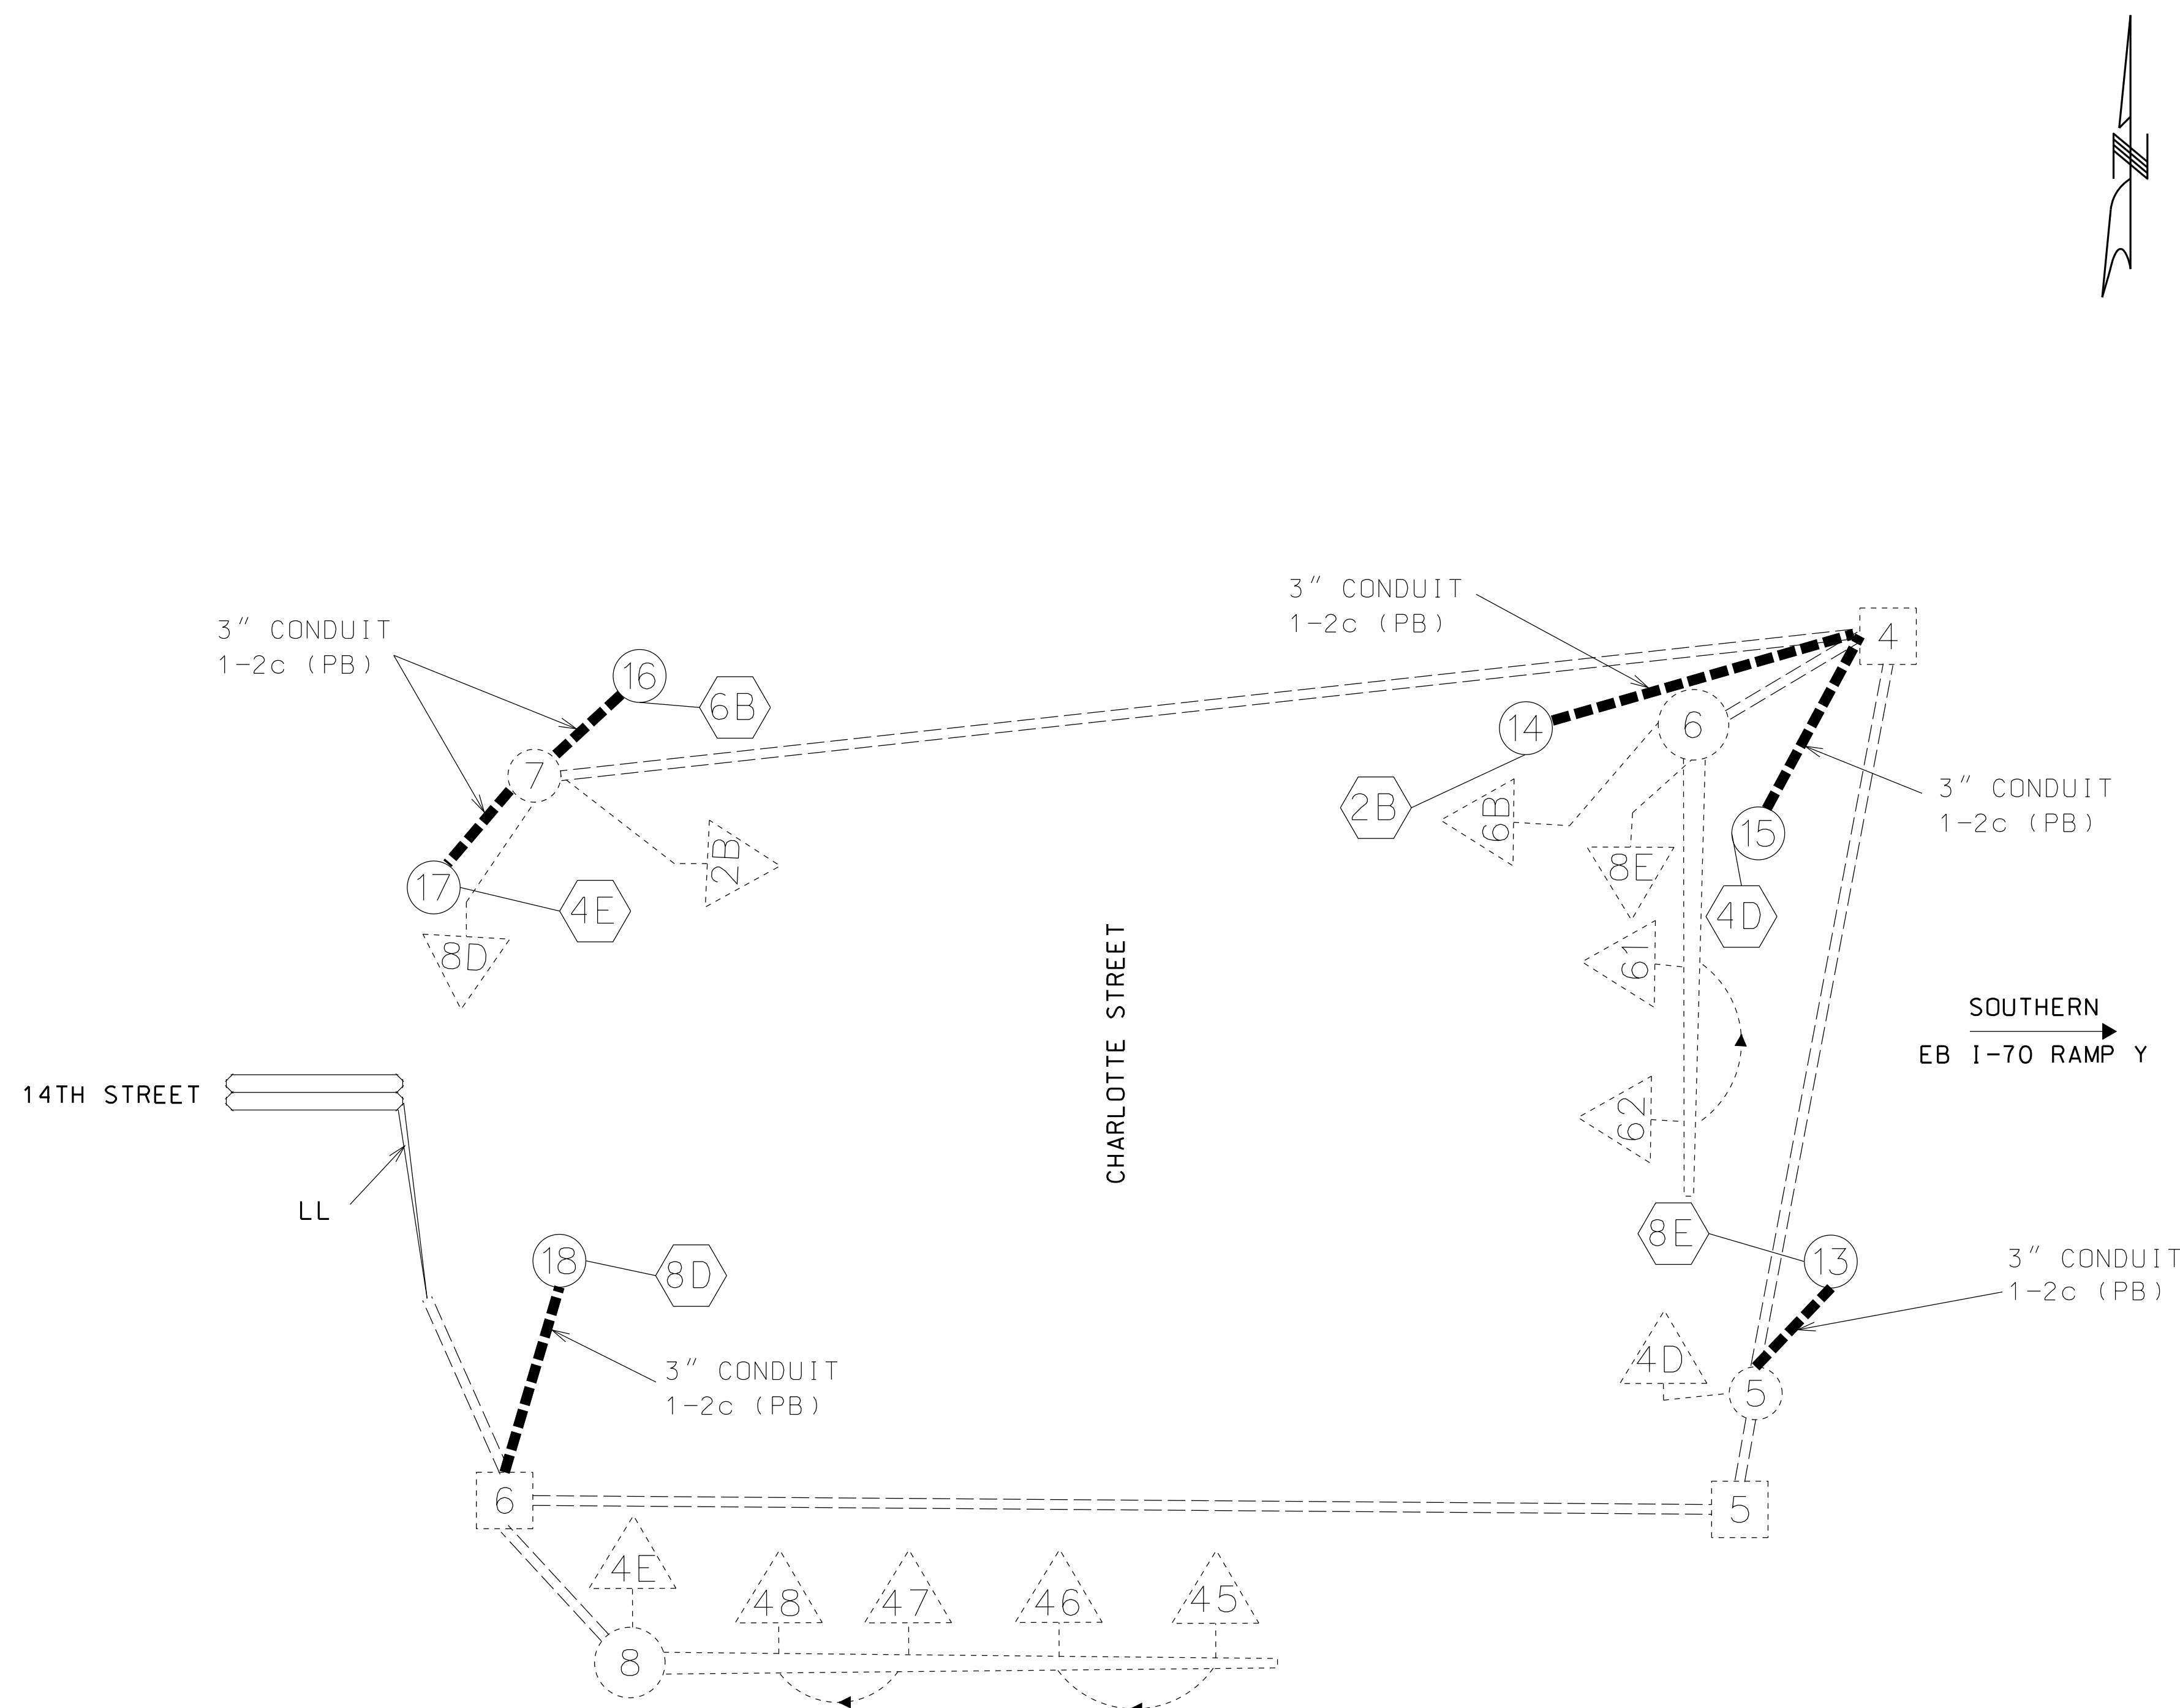 N
3" CONDUIT
1-2c (PB)
4
3" CONDUIT
1-2c (PB)
16
6B
14
6
7
2B
6B
3" CONDUIT
1-2c (PB)
15
8E
2B
17
4E
4D
8D
61
CHARLOTTE STREET
SOUTHERN
EB I-70 RAMP Y
14TH STREET
62
LL
8E
13
18
8D
3" CONDUIT
1-2c (PB)
4D
3" CONDUIT
1-2c (PB)
5
6
5
4E
48
47
46
45
8